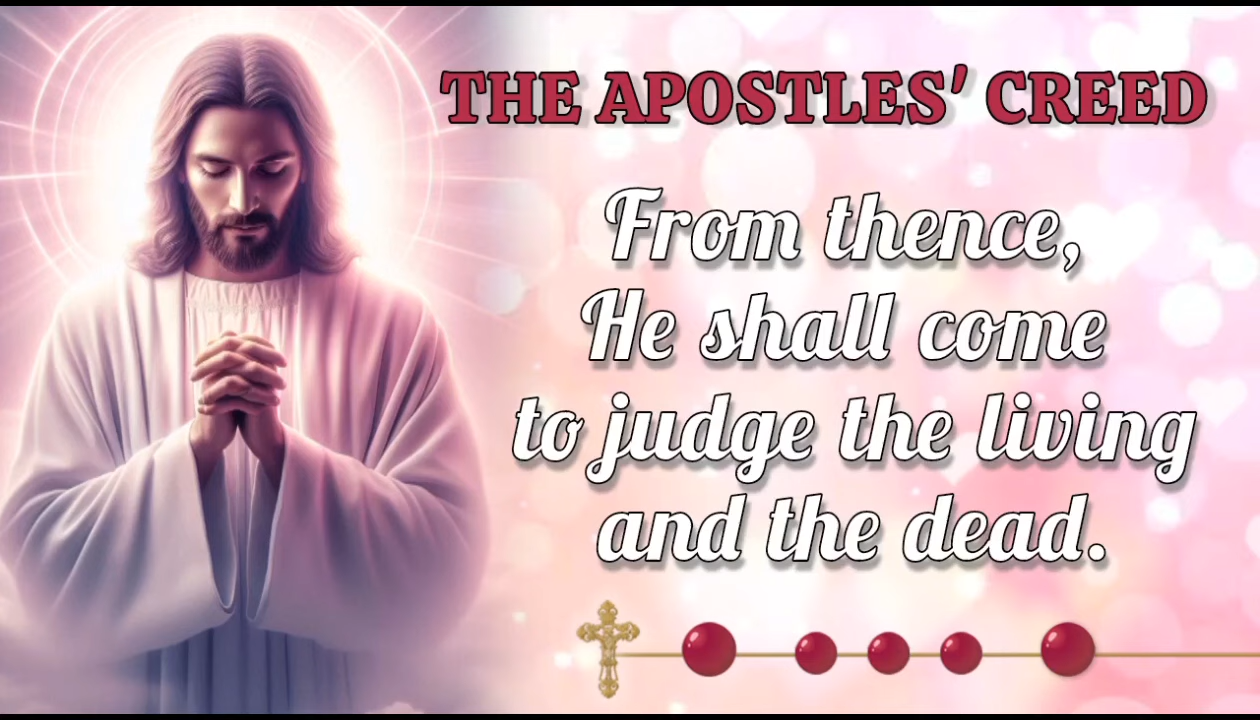 THE APOSTLES' CREED
From thence,
He shall come
to judge the living
and the dead.